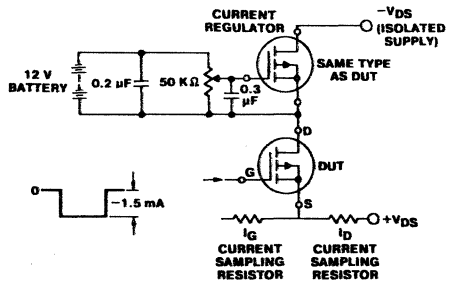 CURRENT
REGULATOR
–VDS
(ISOLATED
SUPPLY)
SAME TYPE
AS DUT
12 V
BATTERY
0.2 µF
50 KΩ
0.3
µF
D
DUT
G
S
0
–1.5 mA
+VDS
IG
CURRENT
SAMPLING
RESISTOR
ID
CURRENT
SAMPLING
RESISTOR